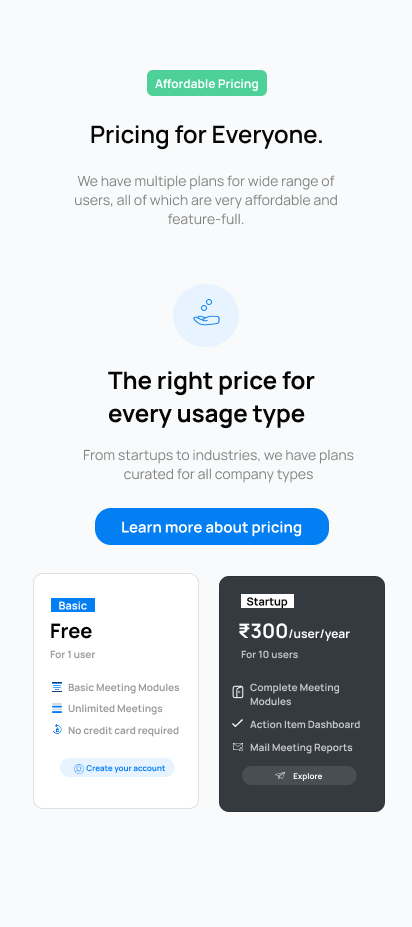 Affordable Pricing
Pricing for Everyone.
We have multiple plans for wide range of
users, all of which are very affordable and
feature-full.
The right price for
every usage type
From startups to industries, we have plans
curated for all company types
Learn more about pricing
Basic
Free
For 1 user
Basic Meeting Modules
Unlimited Meetings
No credit card required
Create your account
Startup
₹300/user/year
For 10 users
Complete Meeting
Modules
Action Item Dashboard
Mail Meeting Reports
Explore